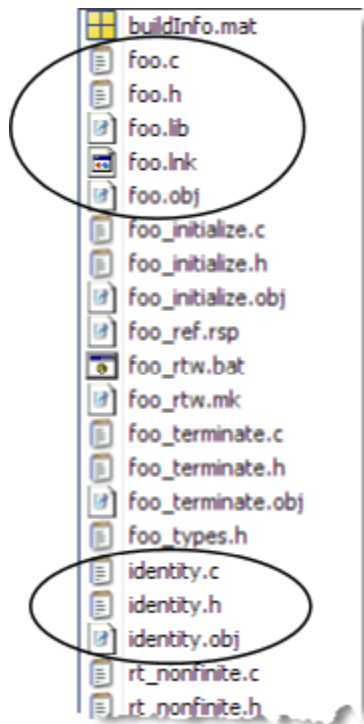 buildInfo.mat
foo.c
foo.h
foo.lib
foo.lnk
foo.obj
foo_initialize.c
foo_initialize.h
foo_initialize.obj
foo_ref.rsp
foo_rtw.bat
foo_rtw.mk
foo_terminate.c
foo_terminate.h
foo_terminate.obj
foo_types.h
identity.c
identity.h
identity.obj
rt_nonfinite.c
rt_nonfinite.h